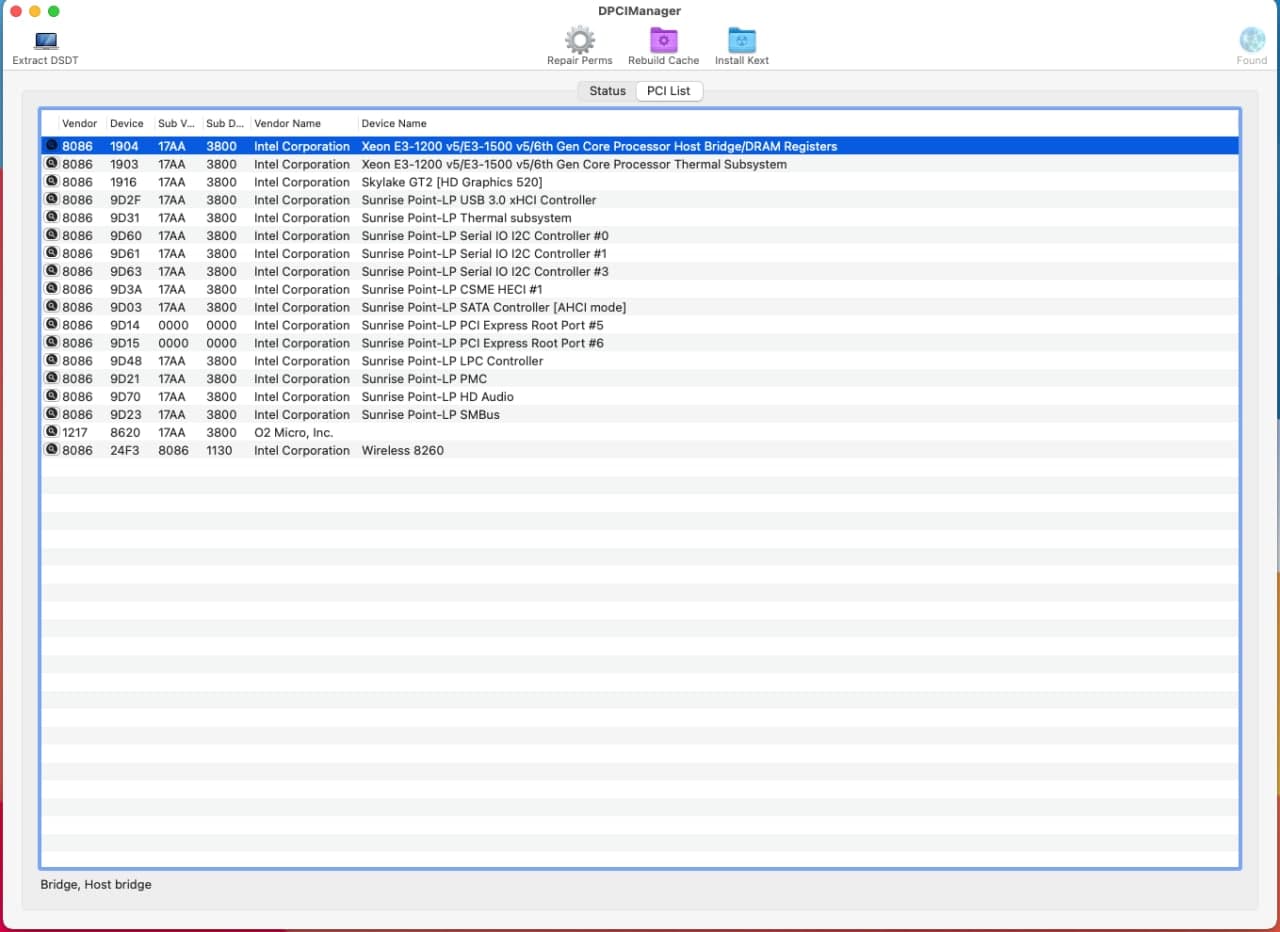 DPCIManager
Extract DSDT
Repair Perms Rebuild Cache Install Kext
Found
Status PCI List
Vendor Device Sub V... Sub D... Vendor Name Device Name
8086 1904 17AA 3800 Intel Corporation Xeon E3-1200 v5/E3-1500 v5/6th Gen Core Processor Host Bridge/DRAM Registers
8086 1903 17AA 3800 Intel Corporation Xeon E3-1200 v5/E3-1500 v5/6th Gen Core Processor Thermal Subsystem
8086 1916 17AA 3800 Intel Corporation Skylake GT2 [HD Graphics 520]
8086 9D2F 17AA 3800 Intel Corporation Sunrise Point-LP USB 3.0 xHCI Controller
8086 9D31 17AA 3800 Intel Corporation Sunrise Point-LP Thermal subsystem
8086 9D60 17AA 3800 Intel Corporation Sunrise Point-LP Serial IO I2C Controller #0
8086 9D61 17AA 3800 Intel Corporation Sunrise Point-LP Serial IO I2C Controller #1
8086 9D63 17AA 3800 Intel Corporation Sunrise Point-LP Serial IO I2C Controller #3
8086 9D3A 17AA 3800 Intel Corporation Sunrise Point-LP CSME HECI #1
8086 9D03 17AA 3800 Intel Corporation Sunrise Point-LP SATA Controller [AHCI mode]
8086 9D14 0000 0000 Intel Corporation Sunrise Point-LP PCI Express Root Port #5
8086 9D15 0000 0000 Intel Corporation Sunrise Point-LP PCI Express Root Port #6
8086 9D48 17AA 3800 Intel Corporation Sunrise Point-LP LPC Controller
8086 9D21 17AA 3800 Intel Corporation Sunrise Point-LP PMC
8086 9D70 17AA 3800 Intel Corporation Sunrise Point-LP HD Audio
8086 9D23 17AA 3800 Intel Corporation Sunrise Point-LP SMBus
1217 8620 17AA 3800 O2 Micro, Inc.
8086 24F3 8086 1130 Intel Corporation Wireless 8260
Bridge, Host bridge